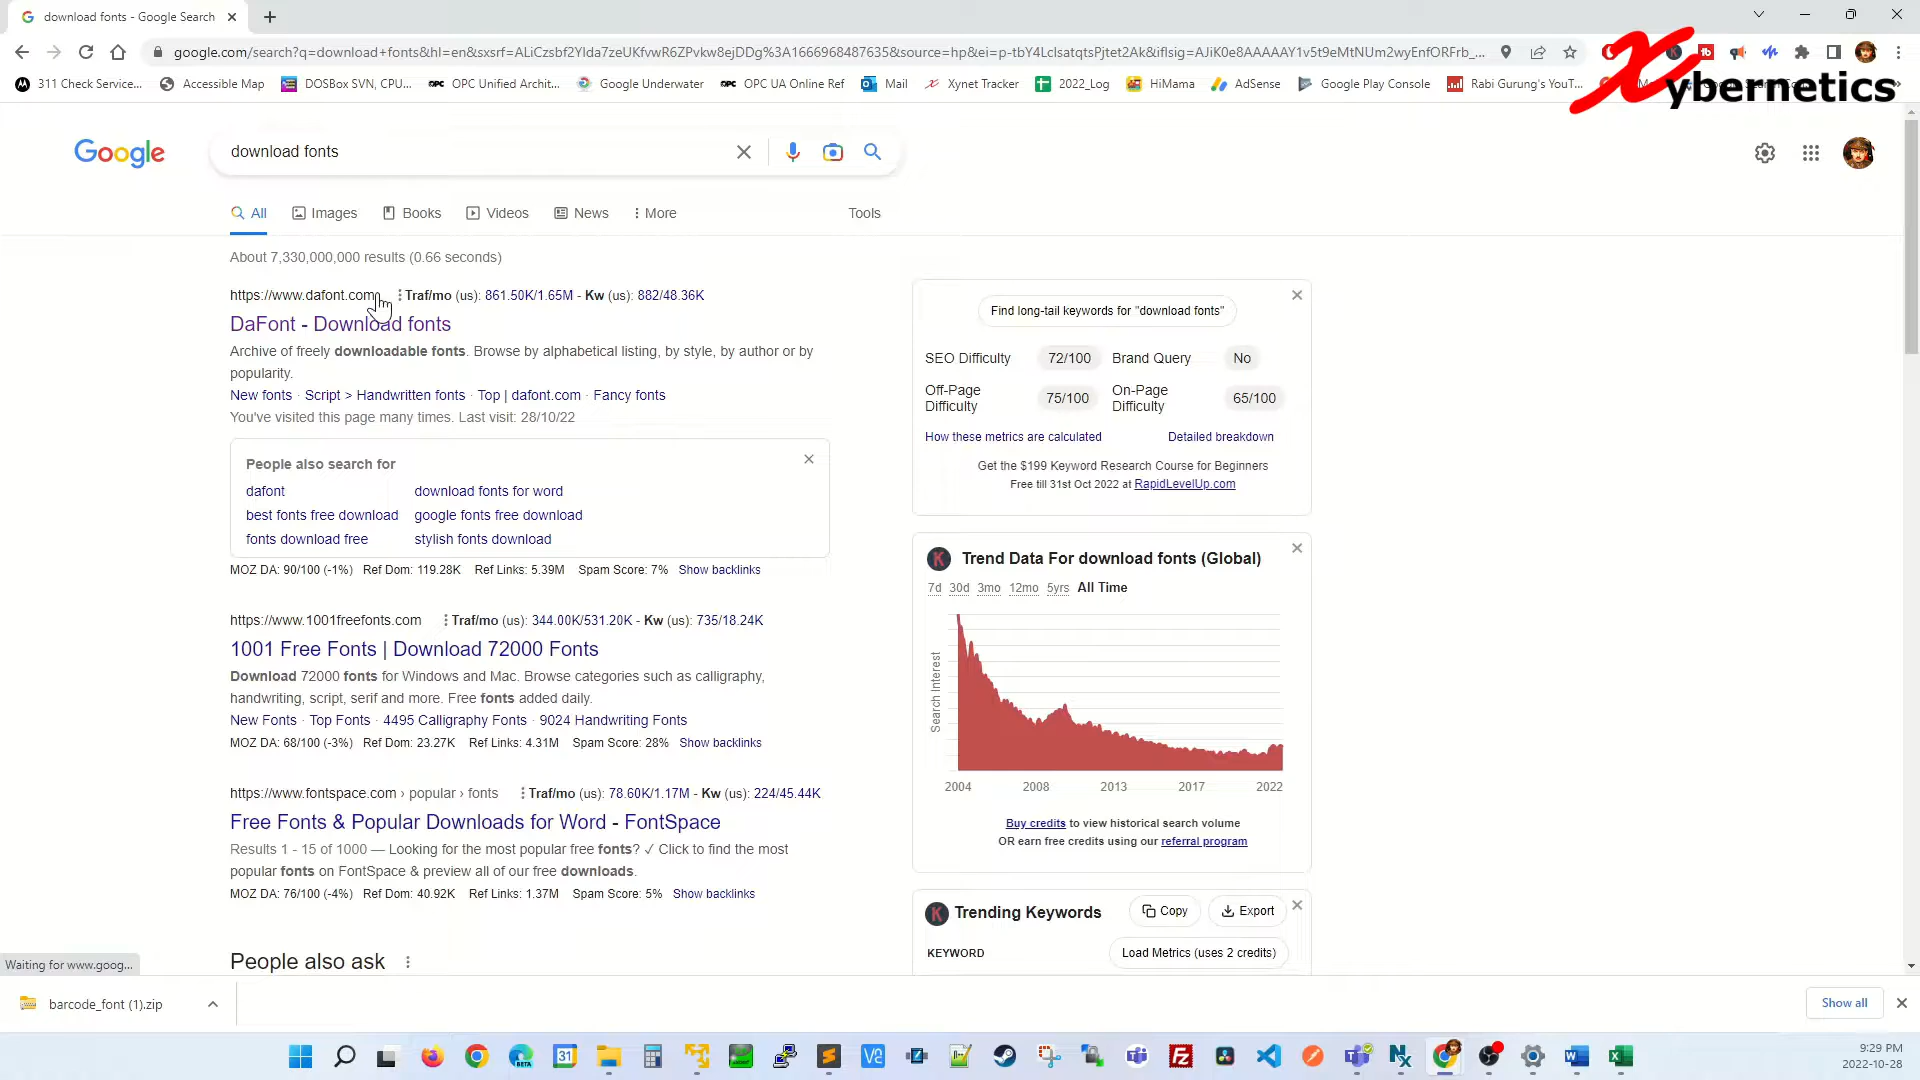 download fonts - Google Search
google.com/search?q=download+fonts&hl=en&sxsrf=ALiCzsbf2Ylda7zeUKfvwR6ZPvkw8ejDDg%3A1666968487635&source=hp&ei=p-tbY4LcIsatqtsPjtet2Ak&iflsig=AJiK0e8AAAAAY1v5t9eMtNUm2wyEnfORFrb_...
311 Check Service... Accessible Map DOSBox SVN, CPU... OPC Unified Archit... Google Underwater OPC UA Online Ref Mail Xynet Tracker 2022_Log HiMama AdSense Google Play Console Rabi Gurung's YouT...
Xybernetics
Google
download fonts
All Images Books Videos News More Tools
About 7,330,000,000 results (0.66 seconds)
https://www.dafont.com Traf/mo (us): 861.50K/1.65M - Kw (us): 882/48.36K
DaFont - Download fonts
Archive of freely downloadable fonts. Browse by alphabetical listing, by style, by author or by
popularity.
New fonts · Script > Handwritten fonts · Top | dafont.com · Fancy fonts
You've visited this page many times. Last visit: 28/10/22
People also search for
dafont download fonts for word
best fonts free download google fonts free download
fonts download free stylish fonts download
MOZ DA: 90/100 (-1%) Ref Dom: 119.28K Ref Links: 5.39M Spam Score: 7% Show backlinks
https://www.1001freefonts.com Traf/mo (us): 344.00K/531.20K - Kw (us): 735/18.24K
1001 Free Fonts | Download 72000 Fonts
Download 72000 fonts for Windows and Mac. Browse categories such as calligraphy,
handwriting, script, serif and more. Free fonts added daily.
New Fonts · Top Fonts · 4495 Calligraphy Fonts · 9024 Handwriting Fonts
MOZ DA: 68/100 (-3%) Ref Dom: 23.27K Ref Links: 4.31M Spam Score: 28% Show backlinks
https://www.fontspace.com › popular › fonts Traf/mo (us): 78.60K/1.17M - Kw (us): 224/45.44K
Free Fonts & Popular Downloads for Word - FontSpace
Results 1 - 15 of 1000 — Looking for the most popular free fonts? ✓ Click to find the most
popular fonts on FontSpace & preview all of our free downloads.
MOZ DA: 76/100 (-4%) Ref Dom: 40.92K Ref Links: 1.37M Spam Score: 5% Show backlinks
People also ask
Find long-tail keywords for "download fonts"
SEO Difficulty 72/100 Brand Query No
Off-Page Difficulty 75/100 On-Page Difficulty 65/100
How these metrics are calculated Detailed breakdown
Get the $199 Keyword Research Course for Beginners
Free till 31st Oct 2022 at RapidLevelUp.com
Trend Data For download fonts (Global)
7d 30d 3mo 12mo 5yrs All Time
Search Interest
2004 2008 2013 2017 2022
Buy credits to view historical search volume
OR earn free credits using our referral program
Trending Keywords Copy Export
KEYWORD Load Metrics (uses 2 credits)
Waiting for www.goog...
barcode_font (1).zip Show all
9:29 PM
2022-10-28